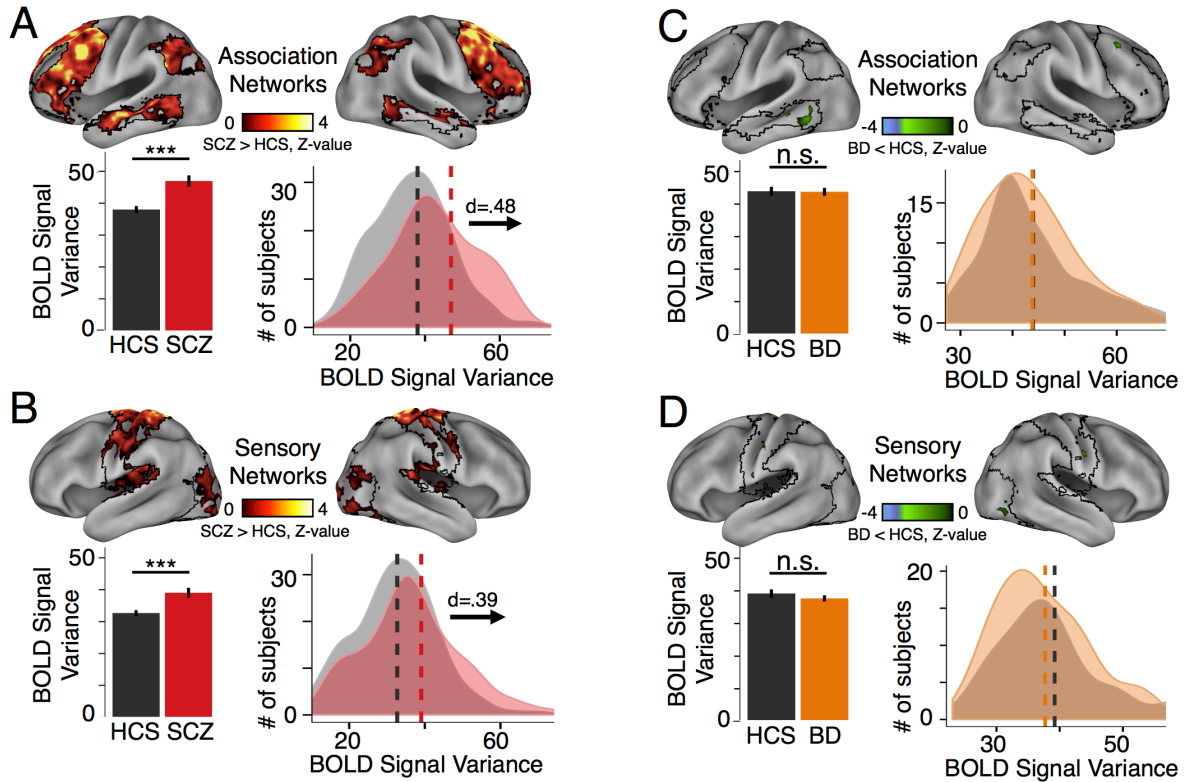 A
Association
Networks
0 4
SCZ > HCS, Z-value
50
0
BOLD Signal
Variance
***
HCS SCZ
30
0
# of subjects
d=.48
20 60
BOLD Signal Variance
B
Sensory
Networks
0 4
SCZ > HCS, Z-value
50
0
BOLD Signal
Variance
***
HCS SCZ
30
0
# of subjects
d=.39
20 60
BOLD Signal Variance
C
Association
Networks
-4 0
BD < HCS, Z-value
50
0
BOLD Signal
Variance
n.s.
HCS BD
15
0
# of subjects
30 60
BOLD Signal Variance
D
Sensory
Networks
-4 0
BD < HCS, Z-value
50
0
BOLD Signal
Variance
n.s.
HCS BD
20
0
# of subjects
30 50
BOLD Signal Variance